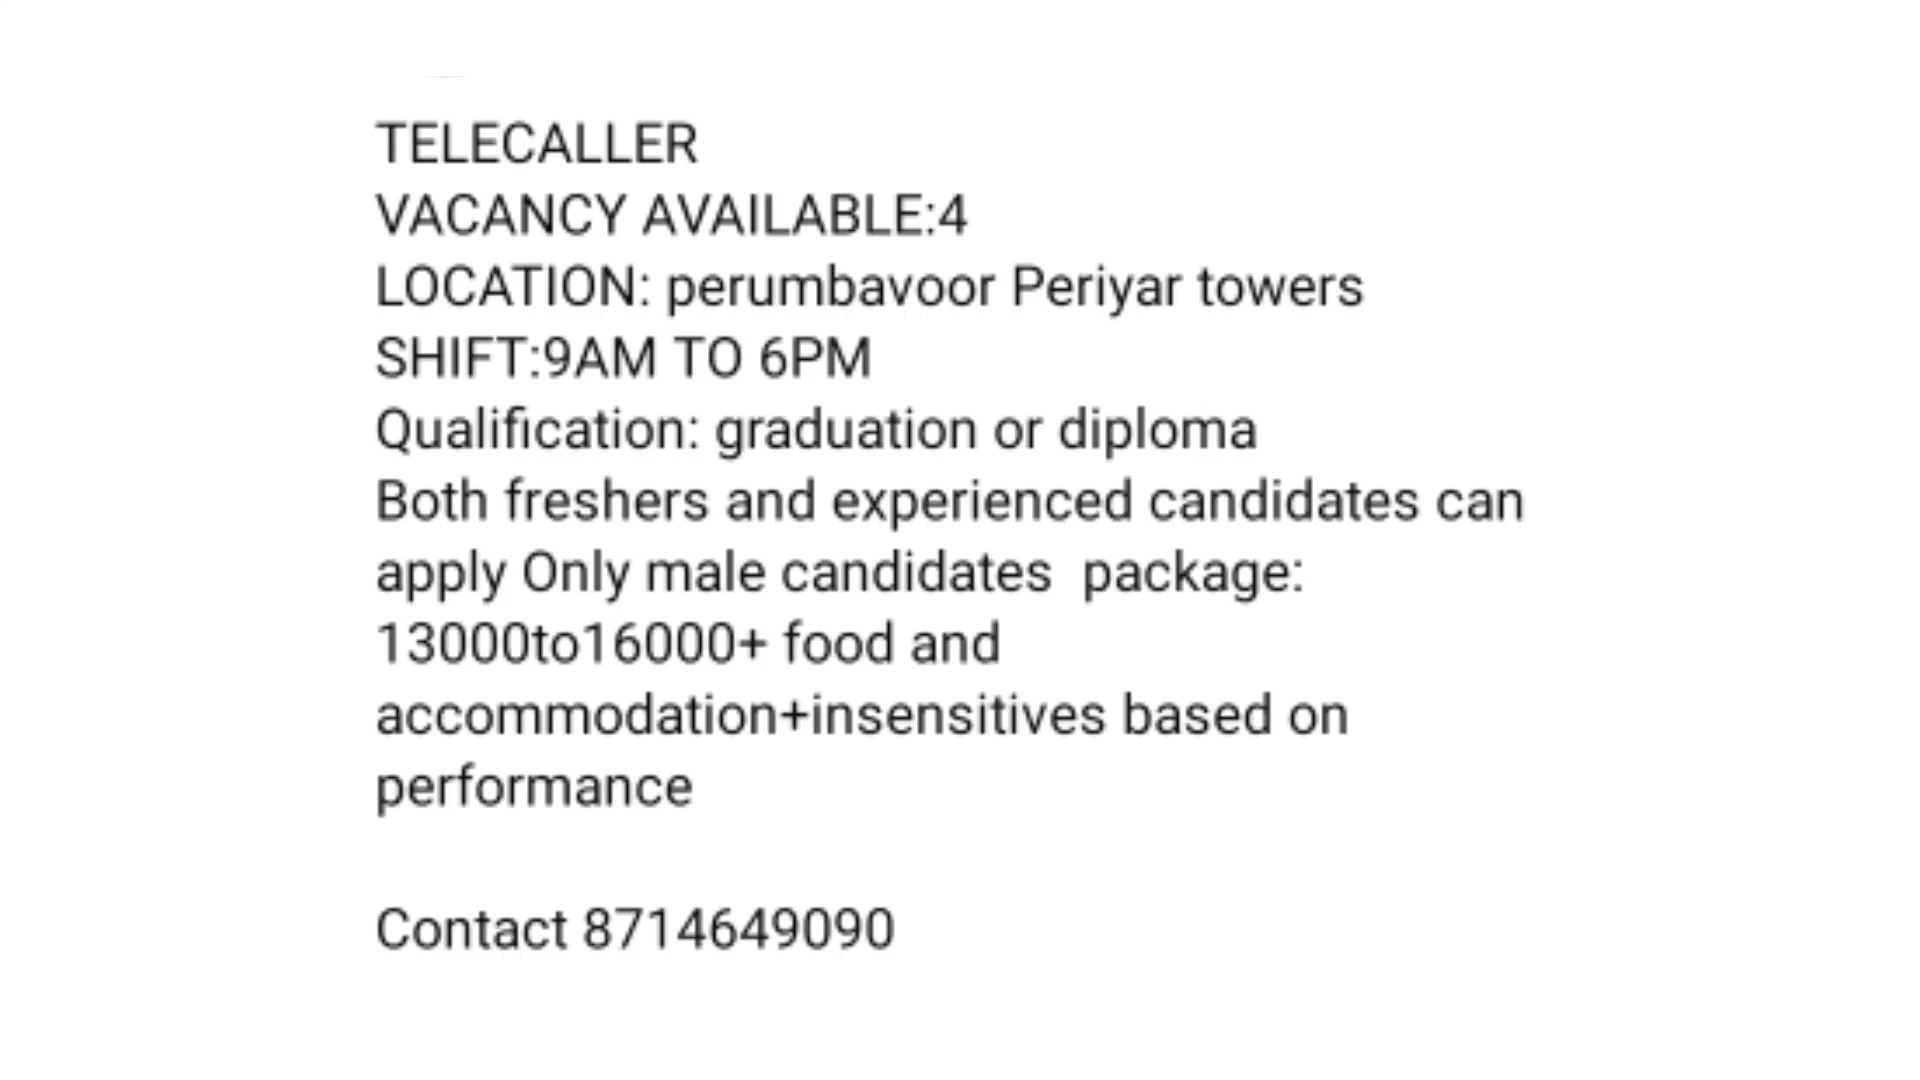 TELECALLER
VACANCY AVAILABLE:4
LOCATION: perumbavoor Periyar towers
SHIFT:9AM TO 6PM
Qualification: graduation or diploma
Both freshers and experienced candidates can
apply Only male candidates  package:
13000to16000+ food and
accommodation+insensitives based on
performance
Contact 8714649090